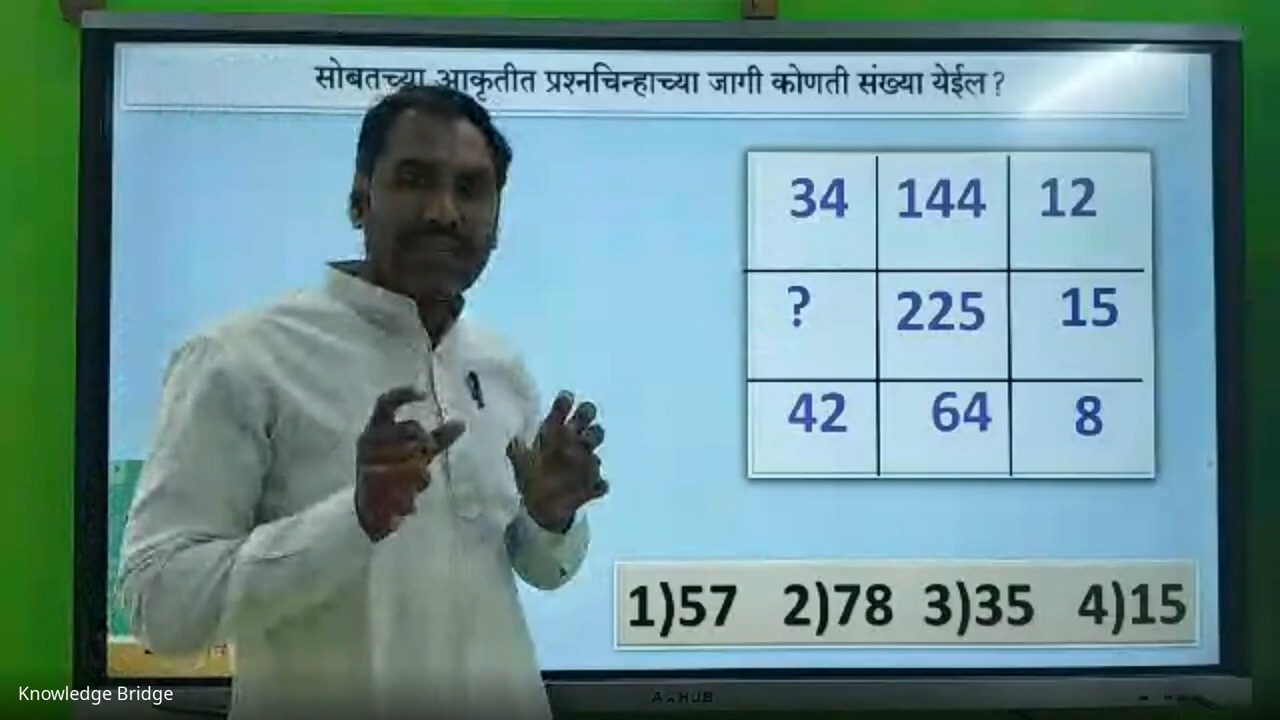 सोबतच्या आकृतीत प्रश्नचिन्हाच्या जागी कोणती संख्या येईल ?
34 144 12
? 225 15
42 64 8
1)57 2)78 3)35 4)15
Knowledge Bridge